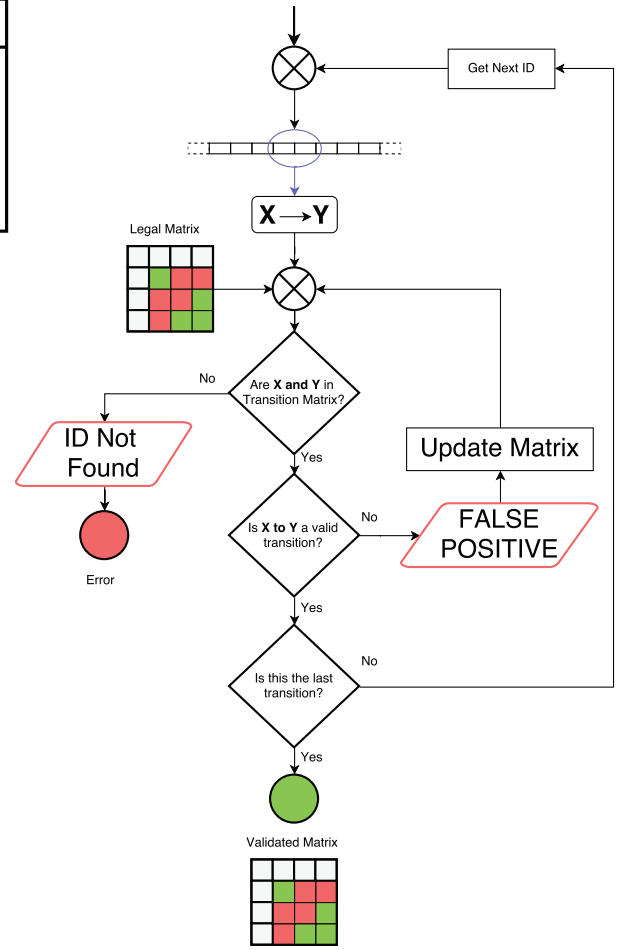 Get Next ID
X → Y
Legal Matrix
Are X and Y in
Transition Matrix?
No
ID Not
Found
Error
Yes
Update Matrix
Is X to Y a valid
transition?
No
FALSE
POSITIVE
Yes
Is this the last
transition?
No
Yes
Validated Matrix